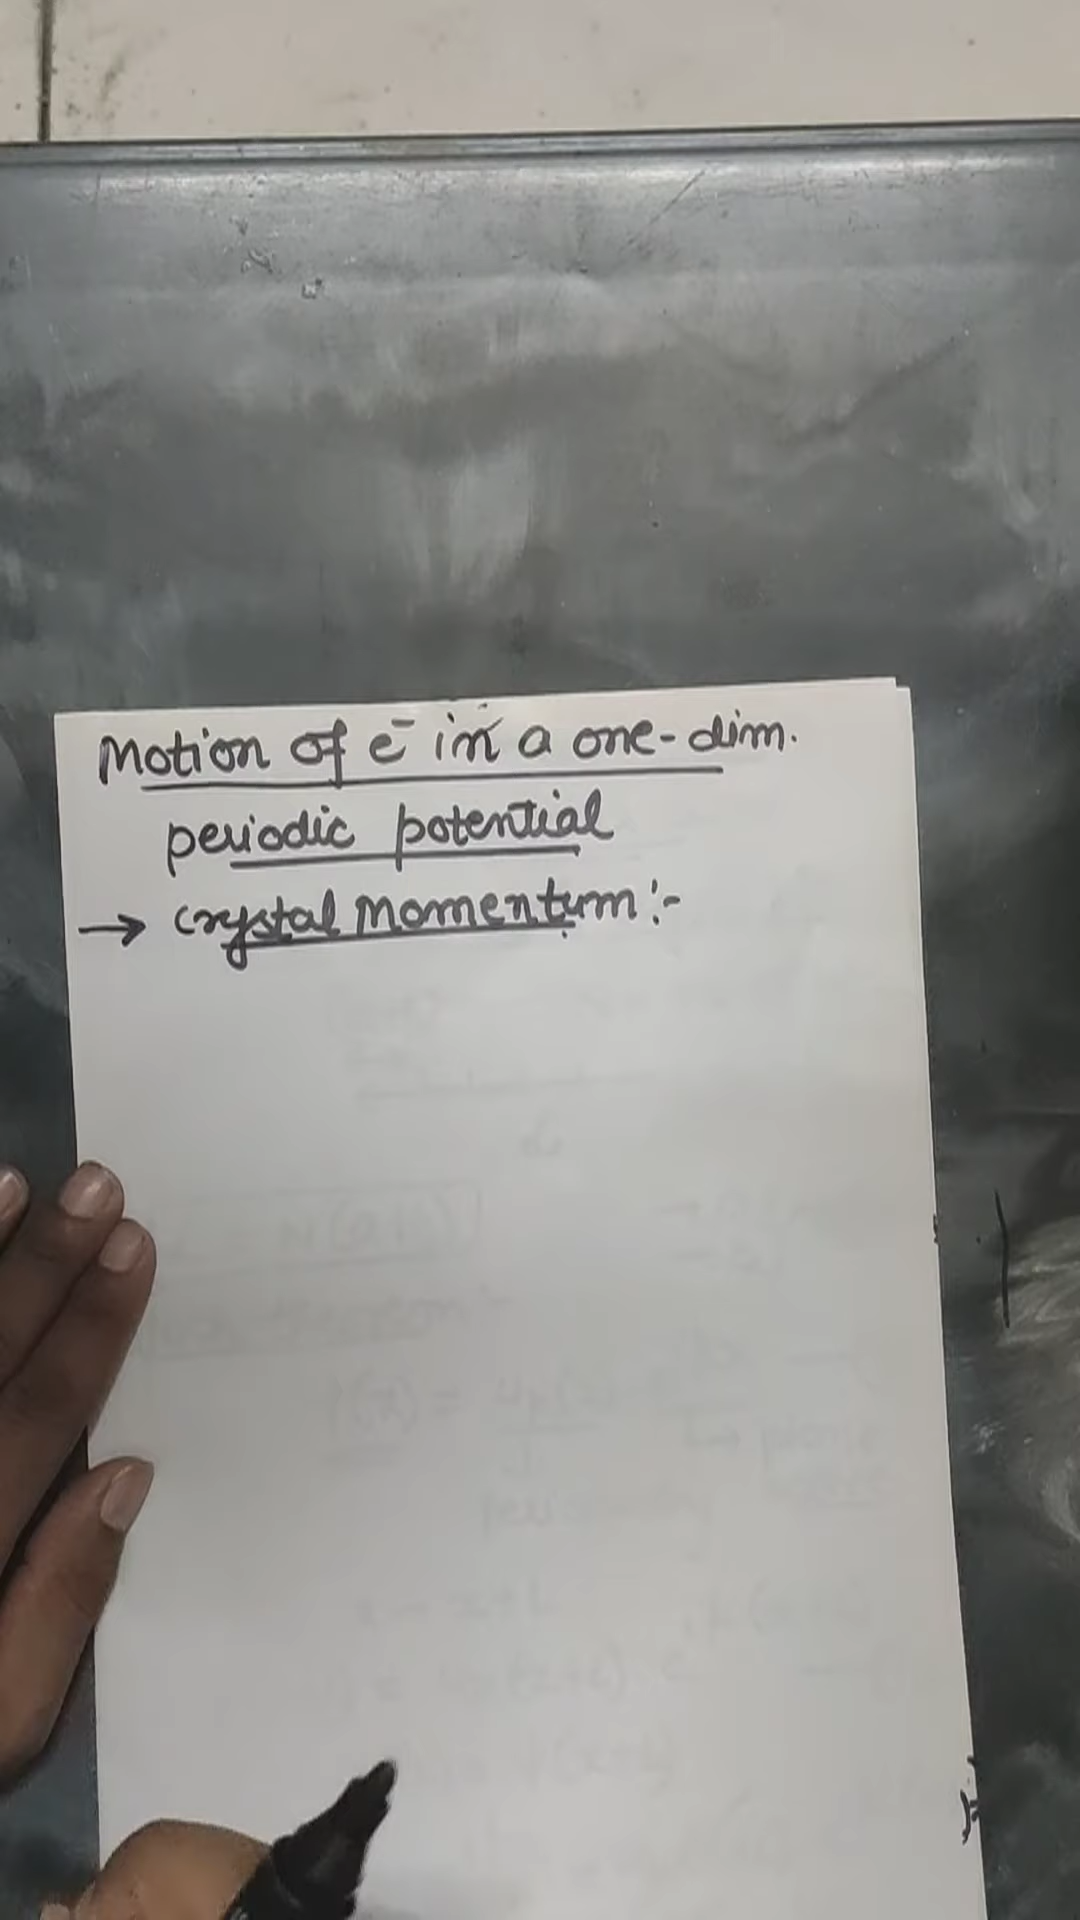 Motion of e⁻ in a one-dim.
periodic potential
→ crystal Momentum :-